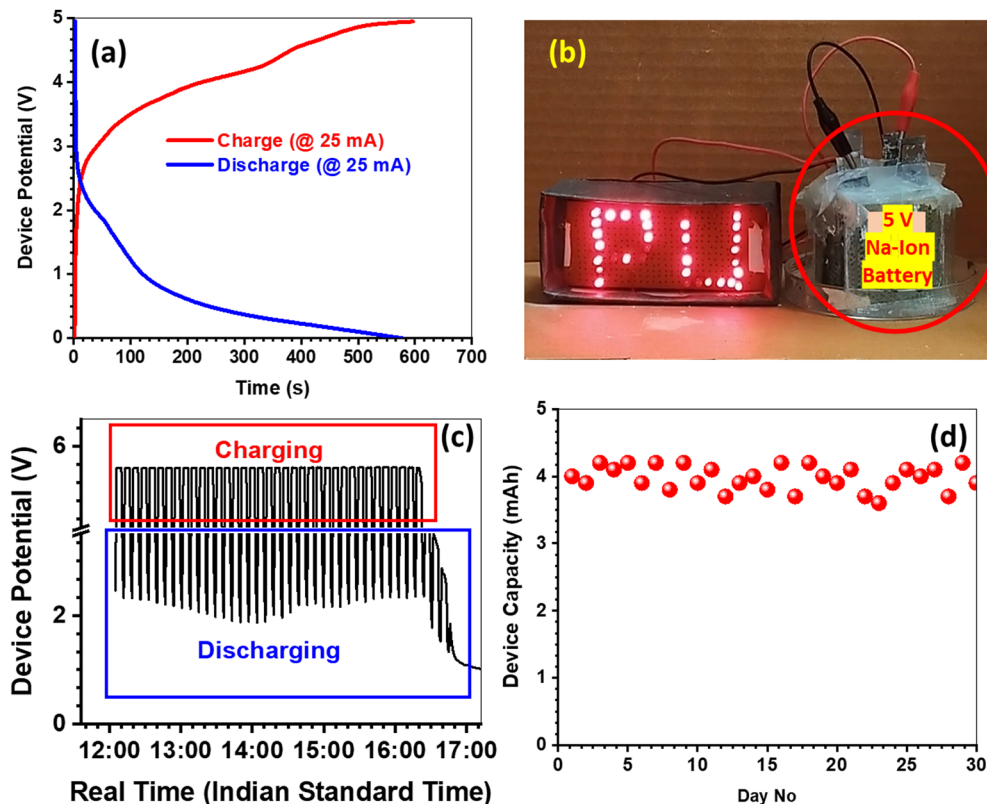 (a)
Device Potential (V)
5
4
3
2
1
0
Charge (@ 25 mA)
Discharge (@ 25 mA)
0 100 200 300 400 500 600 700
Time (s)
(b)
PU
5 V
Na-Ion
Battery
(c)
Device Potential (V)
6
2
0
Charging
Discharging
12:00 13:00 14:00 15:00 16:00 17:00
Real Time (Indian Standard Time)
(d)
Device Capacity (mAh)
5
4
3
2
1
0
0 5 10 15 20 25 30
Day No